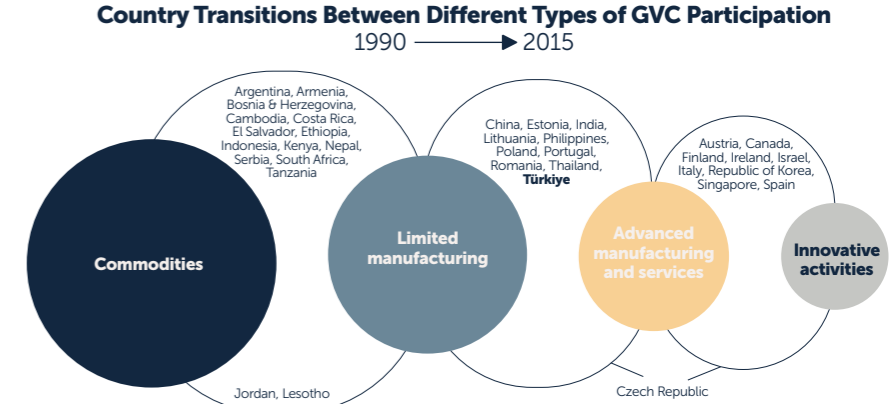 Country Transitions Between Different Types of GVC Participation
1990 2015
Argentina, Armenia,
Bosnia & Herzegovina,
Cambodia, Costa Rica,
El Salvador, Ethiopia,
Indonesia, Kenya, Nepal,
Serbia, South Africa,
Tanzania
China, Estonia, India,
Lithuania, Philippines,
Poland, Portugal,
Romania, Thailand,
Türkiye
Austria, Canada,
Finland, Ireland, Israel,
Italy, Republic of Korea,
Singapore, Spain
Commodities
Limited
manufacturing
Advanced
manufacturing
and services
Innovative
activities
Jordan, Lesotho
Czech Republic